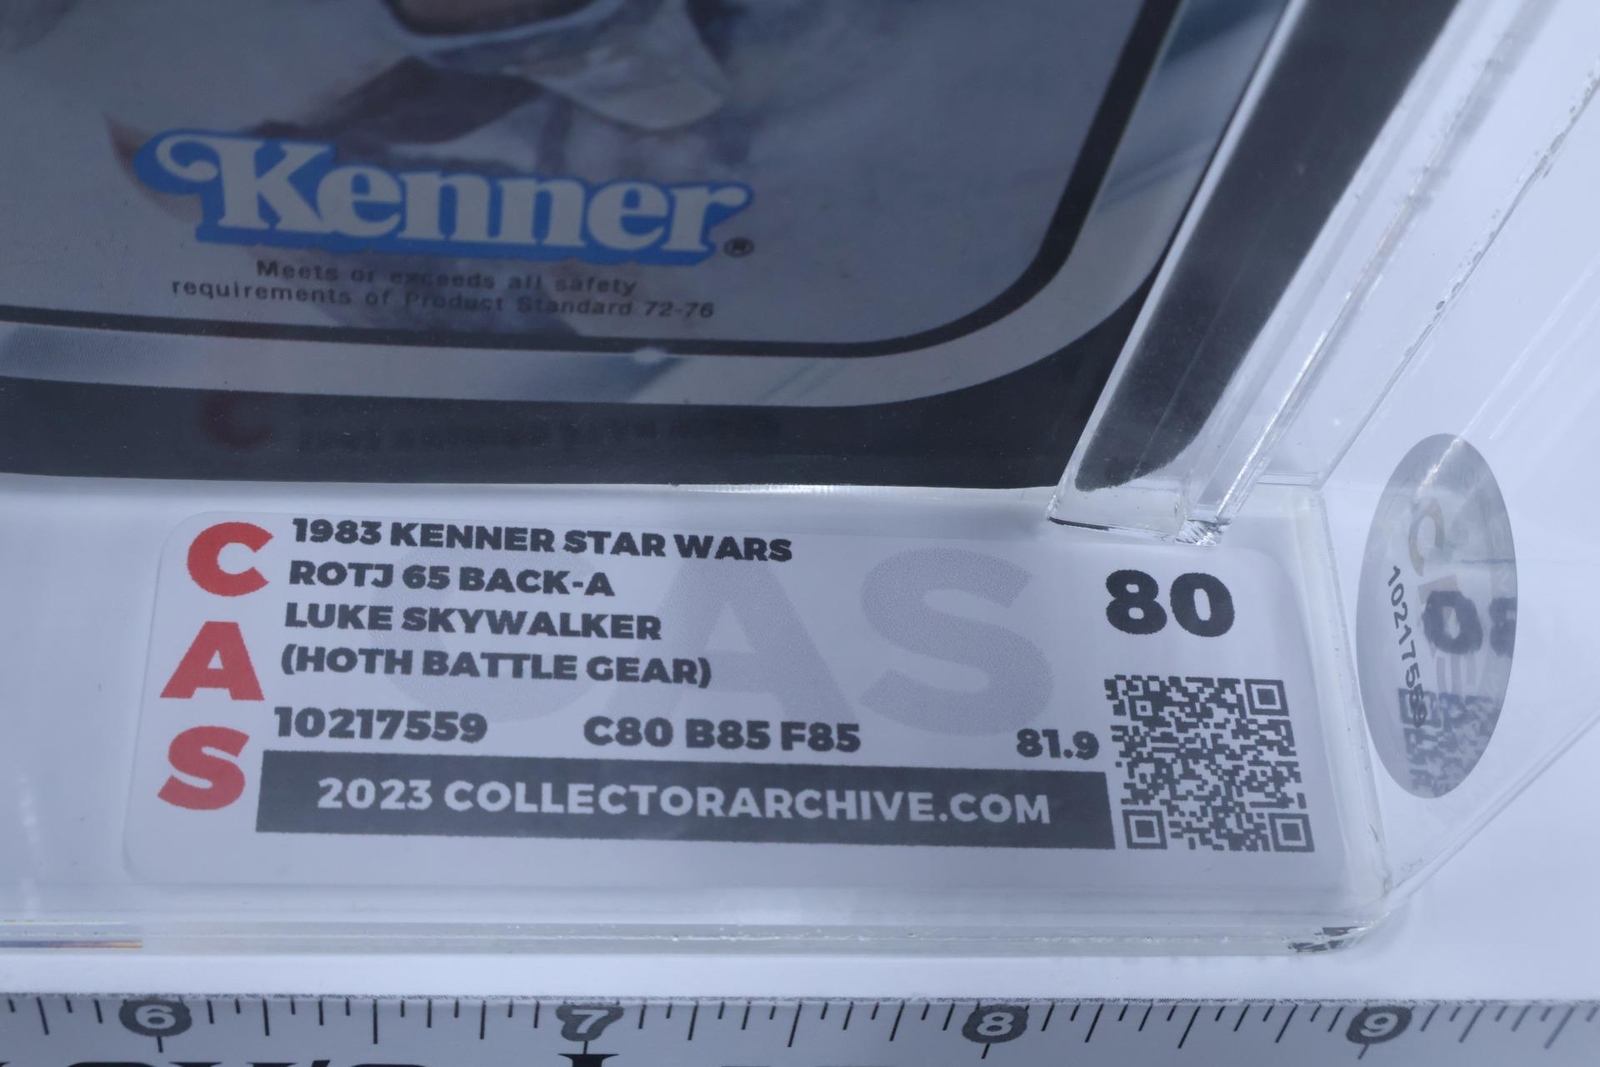 Kenner®
Meets or exceeds all safety
requirements of Product Standard 72-76
CAS
1983 KENNER STAR WARS
ROTJ 65 BACK-A
LUKE SKYWALKER
(HOTH BATTLE GEAR)
80
10217559 C80 B85 F85 81.9
2023 COLLECTORARCHIVE.COM
6 7 8 9